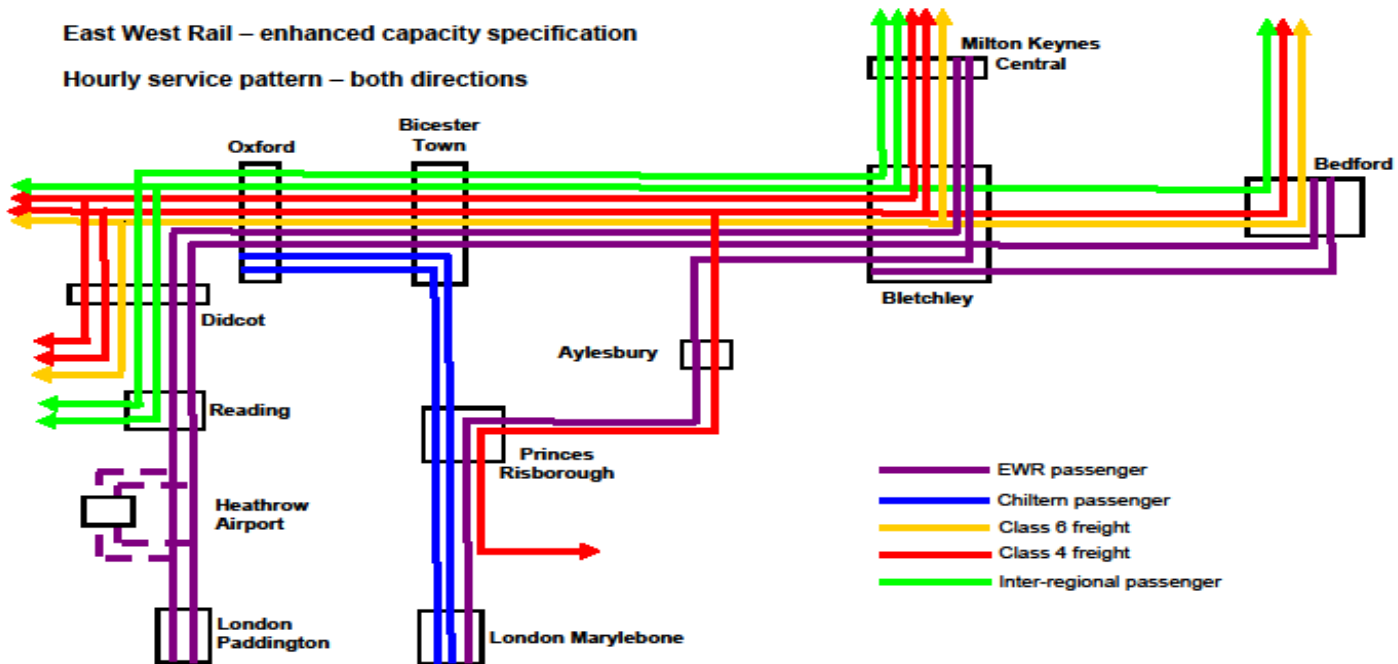 East West Rail – enhanced capacity specification
Hourly service pattern – both directions
Milton Keynes
Central
Bicester
Town
Oxford
Bedford
Didcot
Bletchley
Aylesbury
Reading
Princes
Risborough
Heathrow
Airport
EWR passenger
Chiltern passenger
Class 6 freight
Class 4 freight
Inter-regional passenger
London
Paddington
London Marylebone